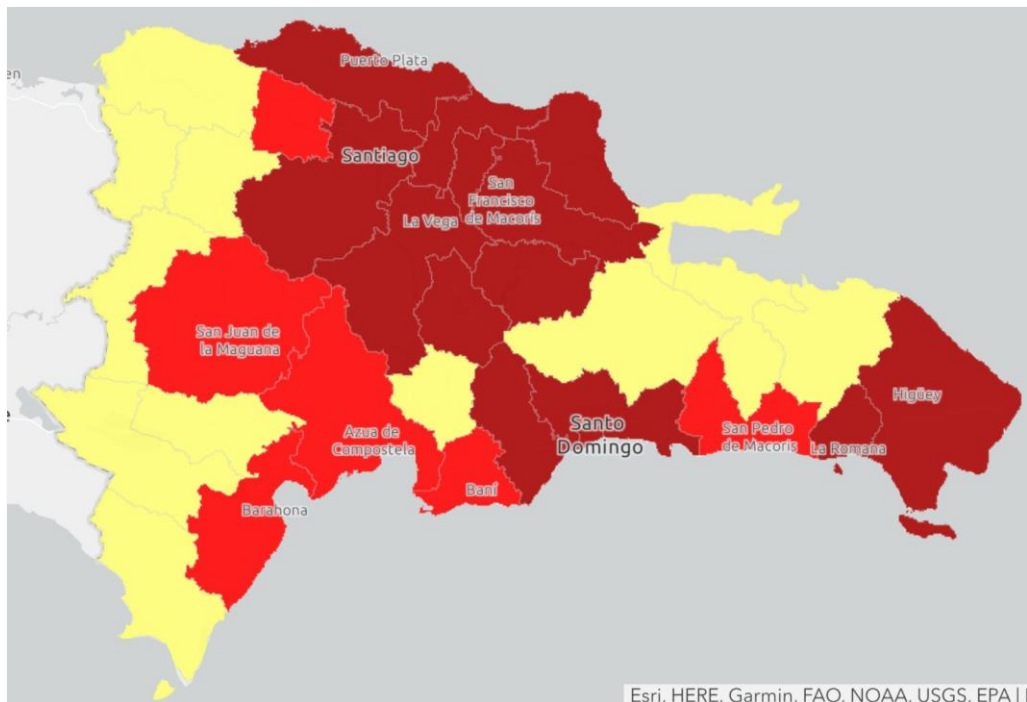 en
Puerto Plata
Santiago
San
Francisco
de Macorís
La Vega
San Juan de
la Maguana
Higüey
e
Azua de
Compostela
Santo
Domingo
San Pedro
de Macorís
La Romana
Baní
Barahona
Esri, HERE, Garmin, FAO, NOAA, USGS, EPA |